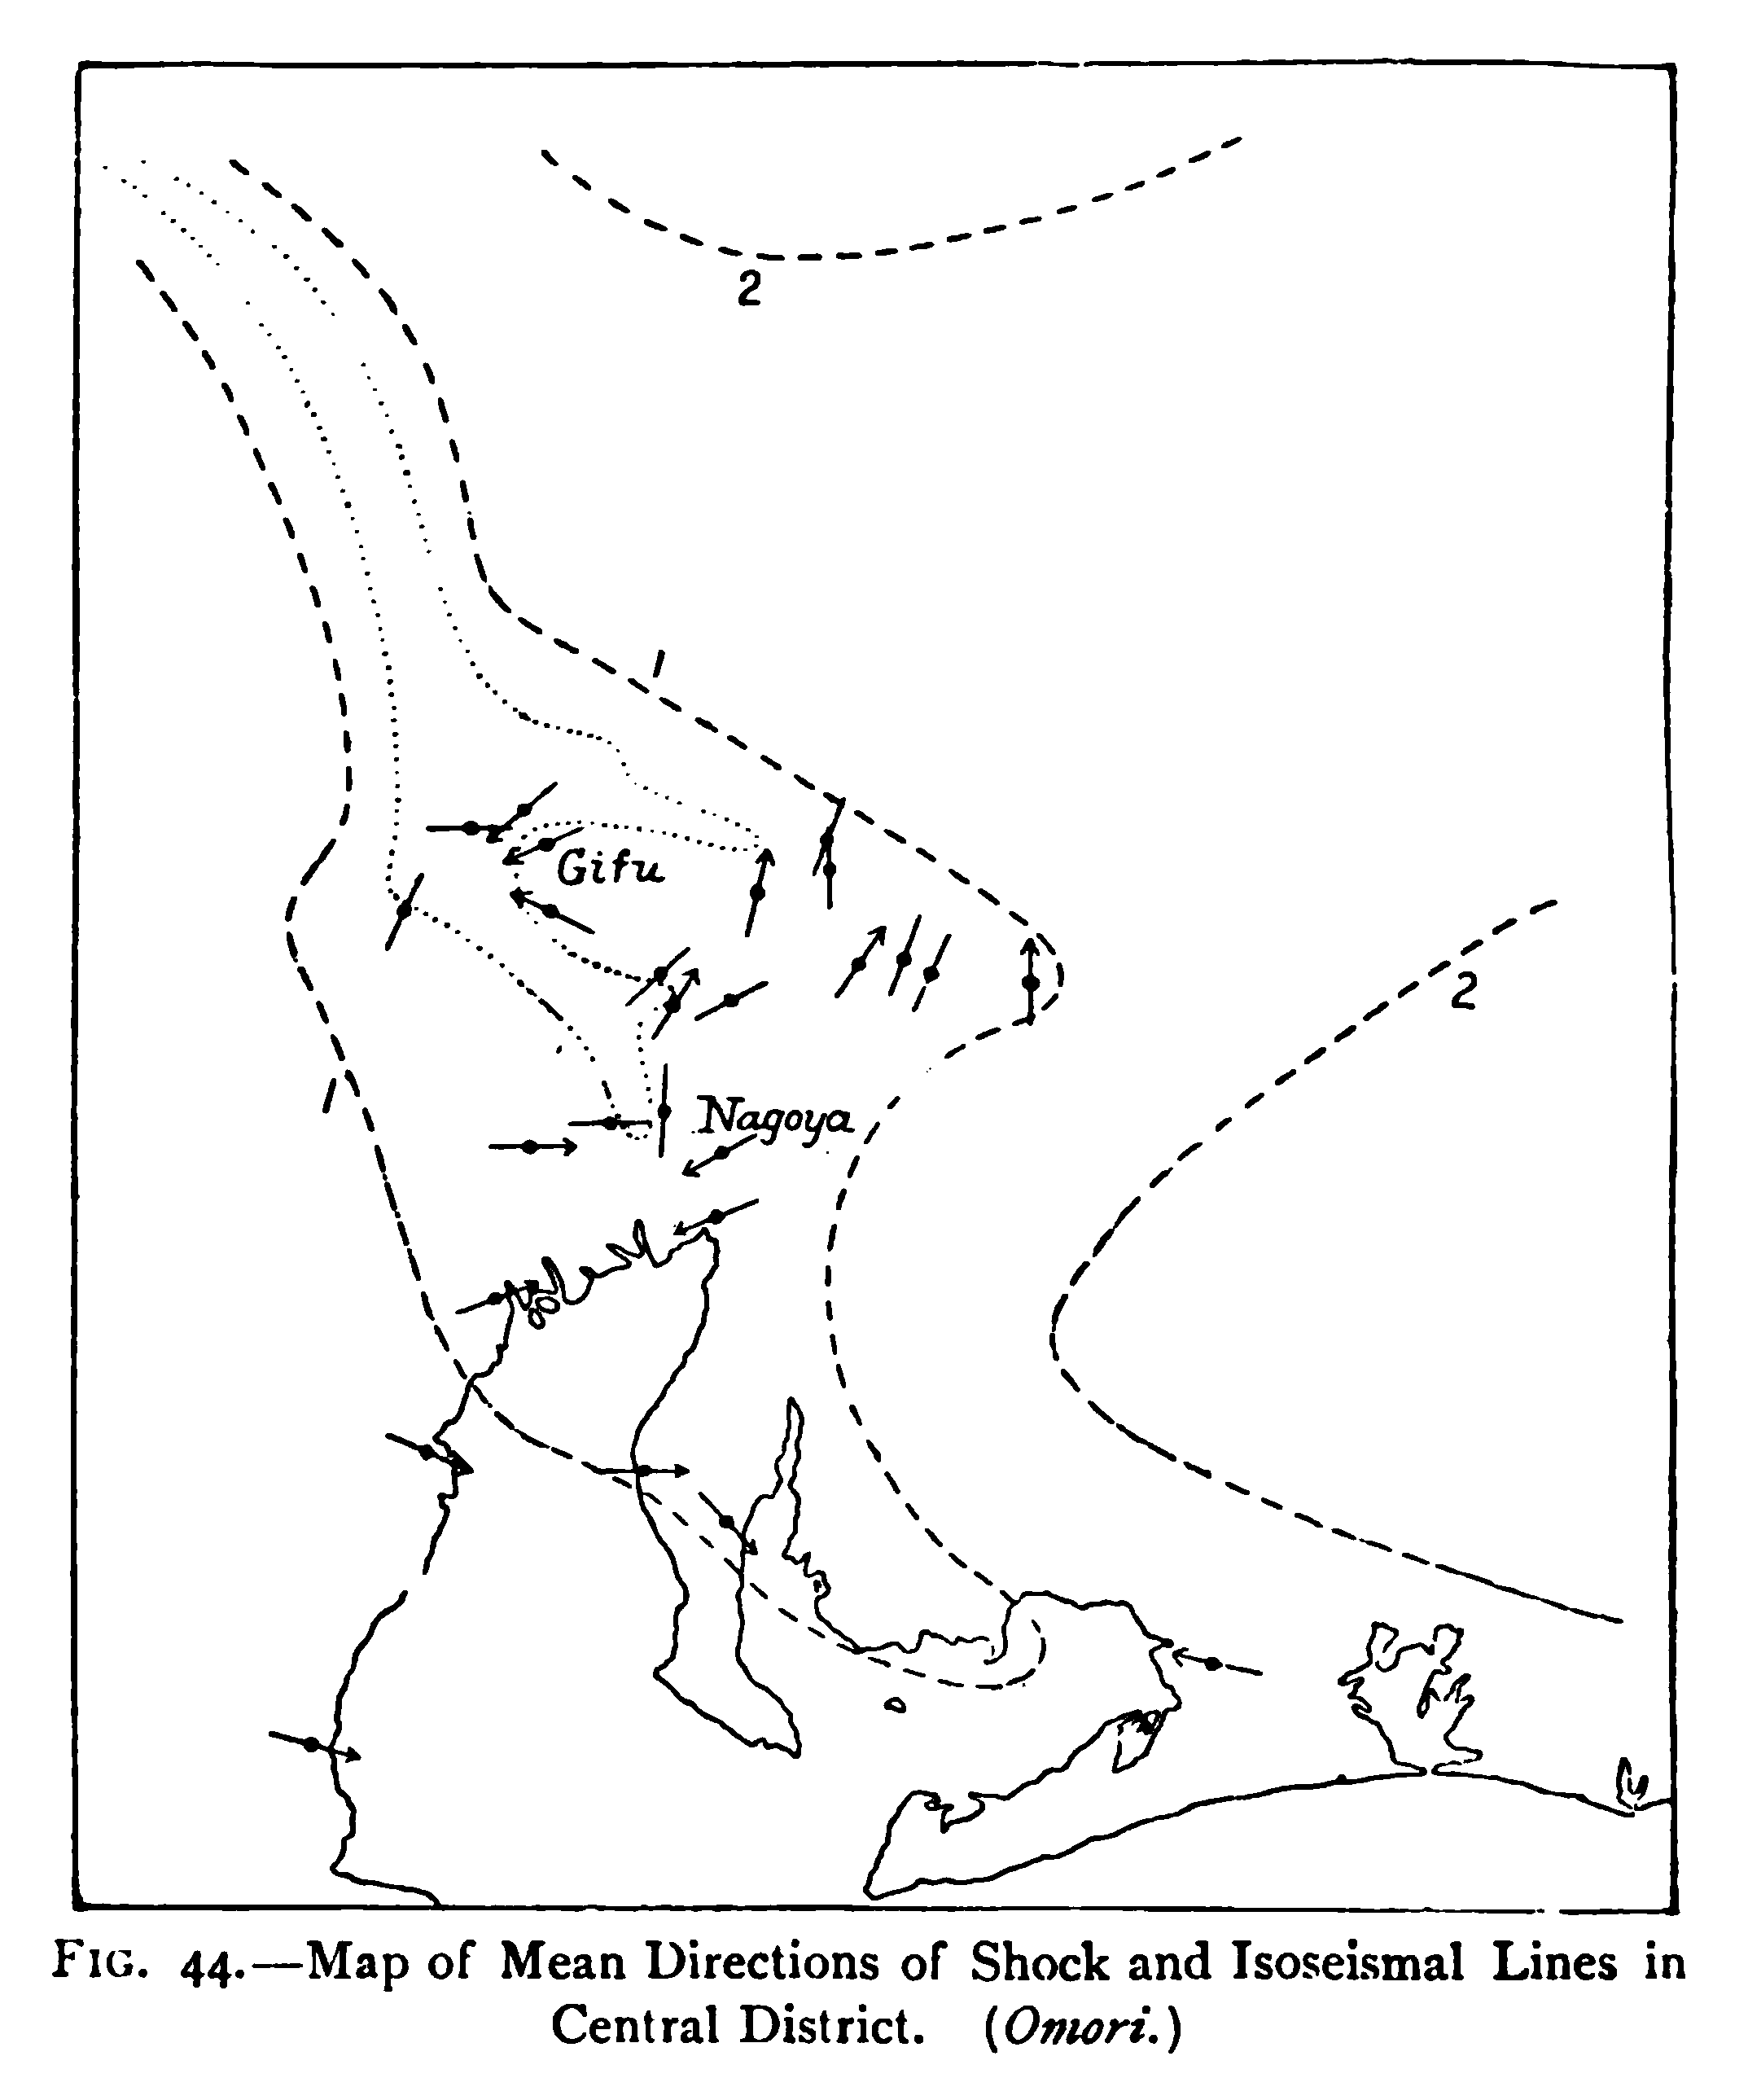 2
1
Gifu
2
1
Nagoya
FIG. 44.—Map of Mean Directions of Shock and Isoseismal Lines in
Central District. (Omori.)